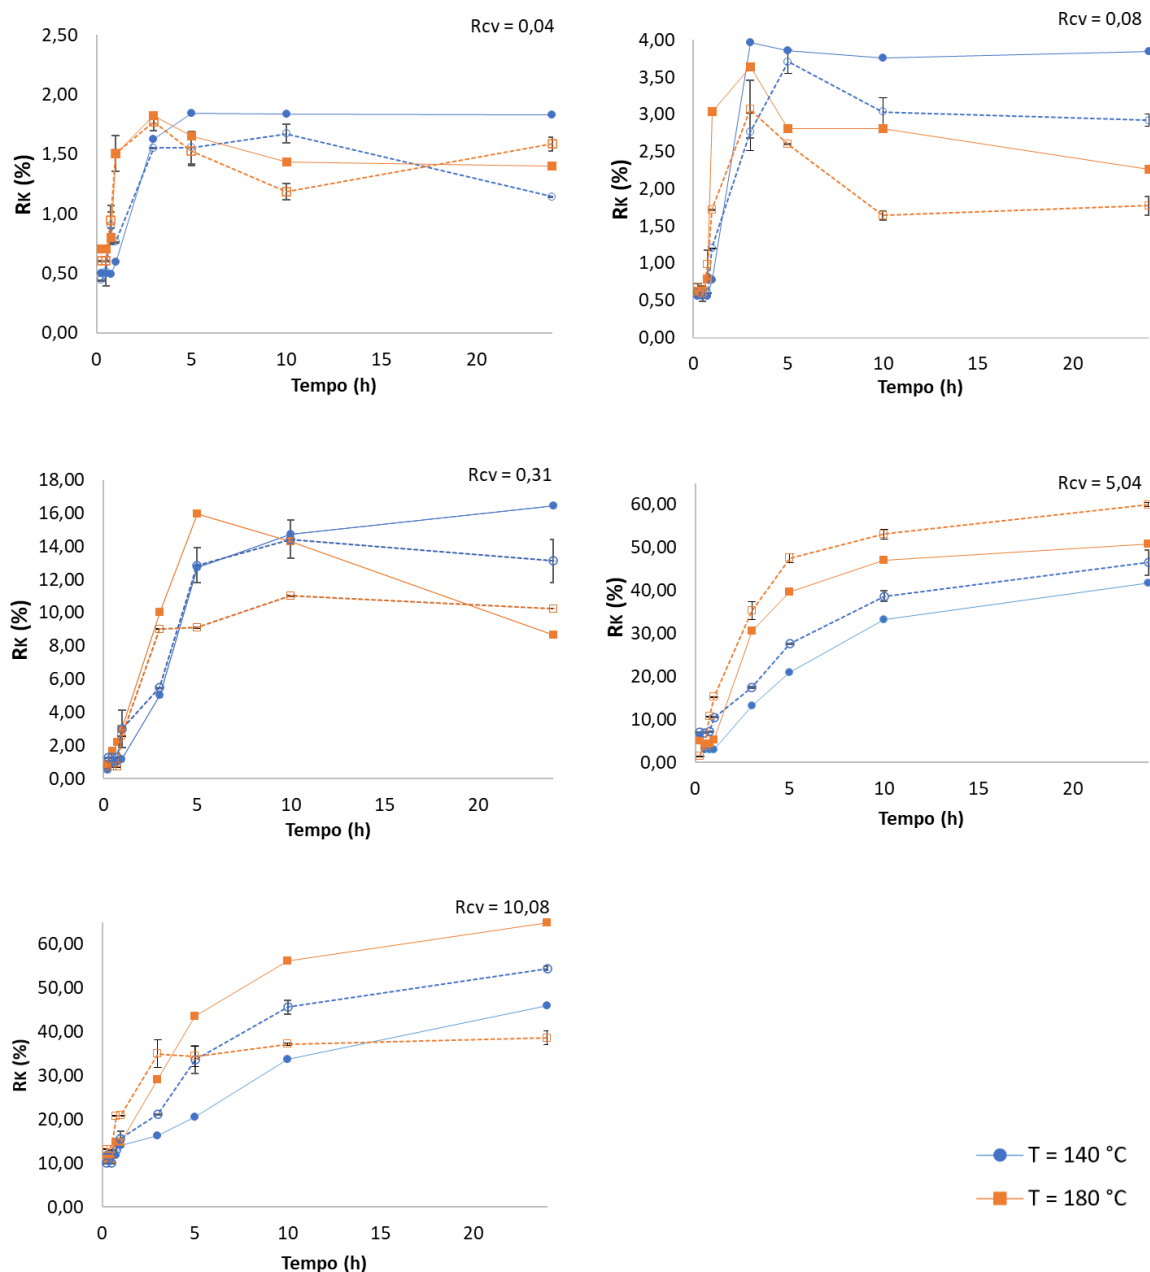 Rcv = 0,04
2,50
2,00
1,50
1,00
0,50
0,00
RK (%)
0 5 10 15 20
Tempo (h)
Rcv = 0,08
4,00
3,50
3,00
2,50
2,00
1,50
1,00
0,50
0,00
RK (%)
0 5 10 15 20
Tempo (h)
Rcv = 0,31
18,00
16,00
14,00
12,00
10,00
8,00
6,00
4,00
2,00
0,00
RK (%)
0 5 10 15 20
Tempo (h)
Rcv = 5,04
60,00
50,00
40,00
30,00
20,00
10,00
0,00
RK (%)
0 5 10 15 20
Tempo (h)
Rcv = 10,08
60,00
50,00
40,00
30,00
20,00
10,00
0,00
RK (%)
0 5 10 15 20
Tempo (h)
T = 140 °C
T = 180 °C